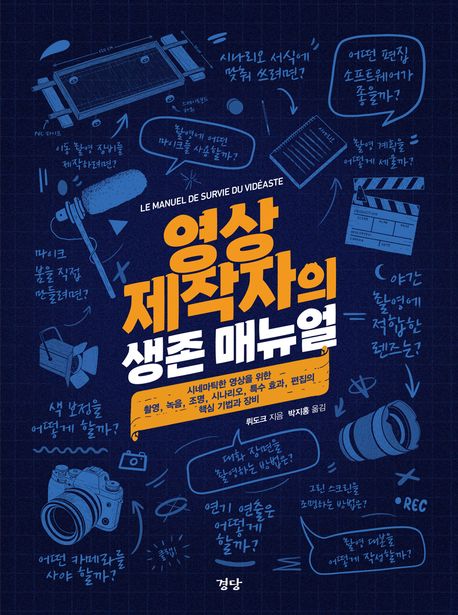 시나리오 서식에
맞춰 쓰려면?
어떤 편집
소프트웨어가
좋을까?
PVC 파이프
이동 촬영 장비를
제작하려면?
촬영에 어떤
마이크를 사용할까?
촬영 계획을
어떻게 세울까?
LE MANUEL DE SURVIE DU VIDÉASTE
영상
제작자의
생존 매뉴얼
시네마틱한 영상을 위한
촬영, 녹음, 조명, 시나리오, 특수 효과, 편집의
핵심 기법과 장비
뤼도크 지음 박지홍 옮김
마이크
붐을 직접
만들려면?
야간
촬영에
적합한
렌즈는?
색 보정을
어떻게 할까?
대화 장면을
촬영하는 방법은?
그린 스크린을
조명하는 방법은?
연기 연출은
어떻게
할까?
REC
어떤 카메라를
사야 할까?
찰칵!
촬영 대본을
어떻게 작성할까?
경당